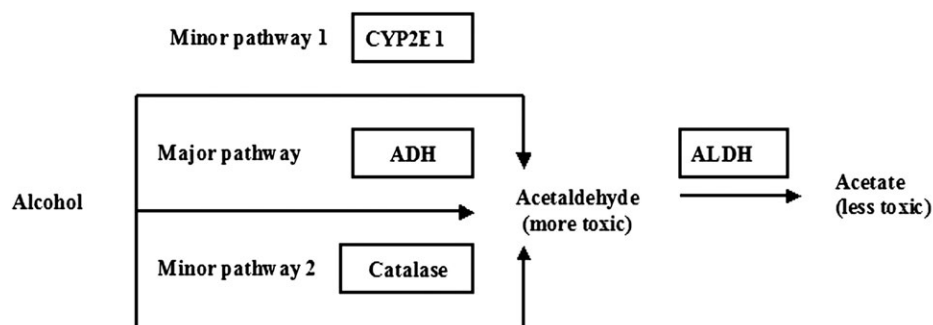 Minor pathway 1 CYP2E1
Major pathway ADH ALDH
Alcohol Acetaldehyde Acetate
(more toxic) (less toxic)
Minor pathway 2 Catalase